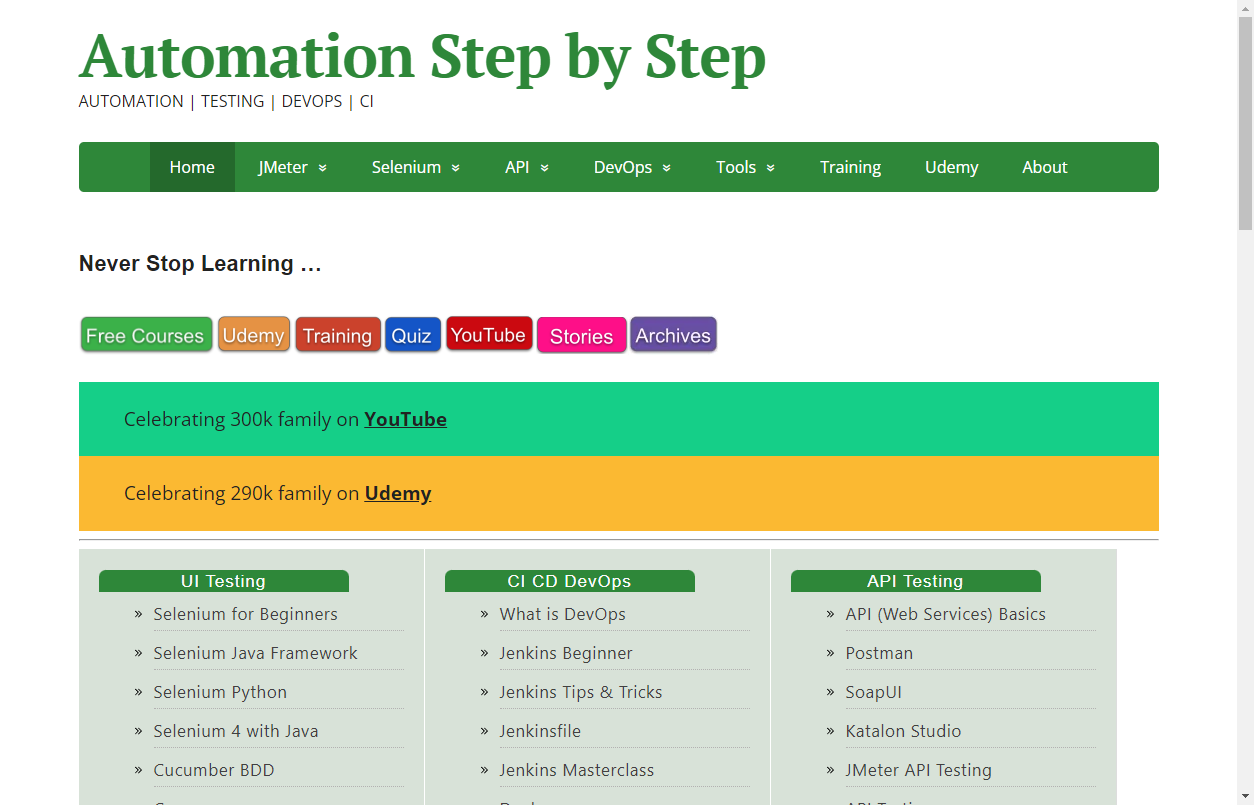 Automation Step by Step
AUTOMATION | TESTING | DEVOPS | CI
Home JMeter Selenium API DevOps Tools Training Udemy About
Never Stop Learning …
Free Courses Udemy Training Quiz YouTube Stories Archives
Celebrating 300k family on YouTube
Celebrating 290k family on Udemy
UI Testing
» Selenium for Beginners
» Selenium Java Framework
» Selenium Python
» Selenium 4 with Java
» Cucumber BDD
CI CD DevOps
» What is DevOps
» Jenkins Beginner
» Jenkins Tips & Tricks
» Jenkinsfile
» Jenkins Masterclass
API Testing
» API (Web Services) Basics
» Postman
» SoapUI
» Katalon Studio
» JMeter API Testing